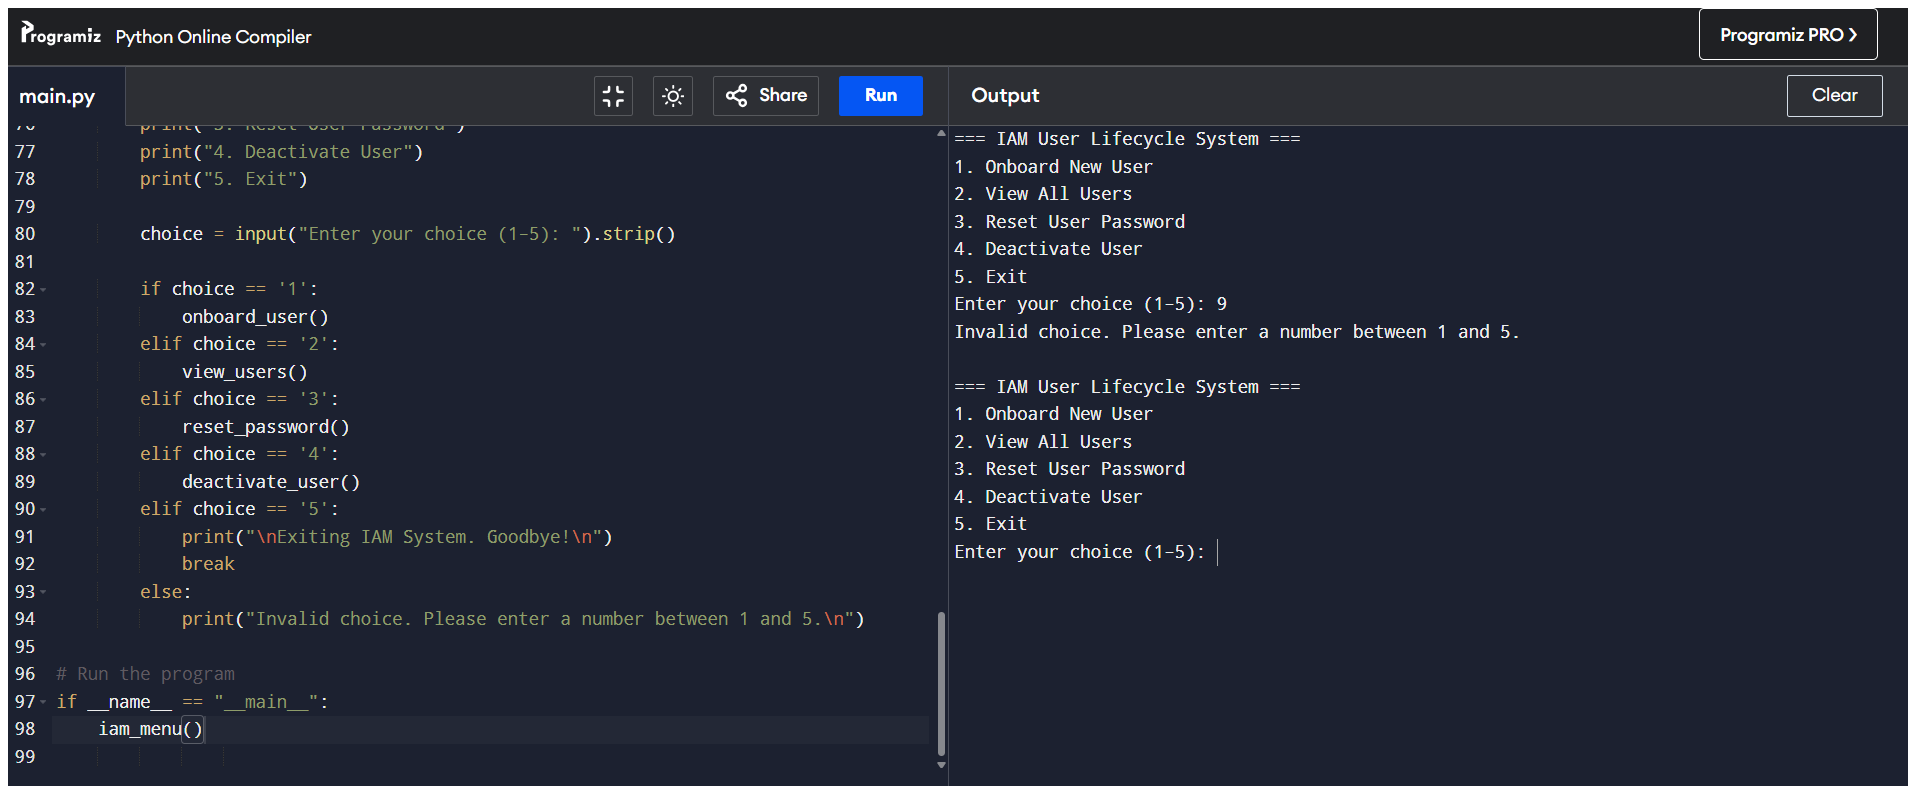 Programiz Python Online Compiler
Programiz PRO
main.py
Share
Run
76 print("3. Reset User Password")
77 print("4. Deactivate User")
78 print("5. Exit")
79
80 choice = input("Enter your choice (1-5): ").strip()
81
82 if choice == '1':
83 onboard_user()
84 elif choice == '2':
85 view_users()
86 elif choice == '3':
87 reset_password()
88 elif choice == '4':
89 deactivate_user()
90 elif choice == '5':
91 print("\nExiting IAM System. Goodbye!\n")
92 break
93 else:
94 print("Invalid choice. Please enter a number between 1 and 5.\n")
95
96 # Run the program
97 if __name__ == "__main__":
98 iam_menu()
99
Output
Clear
=== IAM User Lifecycle System ===
1. Onboard New User
2. View All Users
3. Reset User Password
4. Deactivate User
5. Exit
Enter your choice (1-5): 9
Invalid choice. Please enter a number between 1 and 5.
=== IAM User Lifecycle System ===
1. Onboard New User
2. View All Users
3. Reset User Password
4. Deactivate User
5. Exit
Enter your choice (1-5):